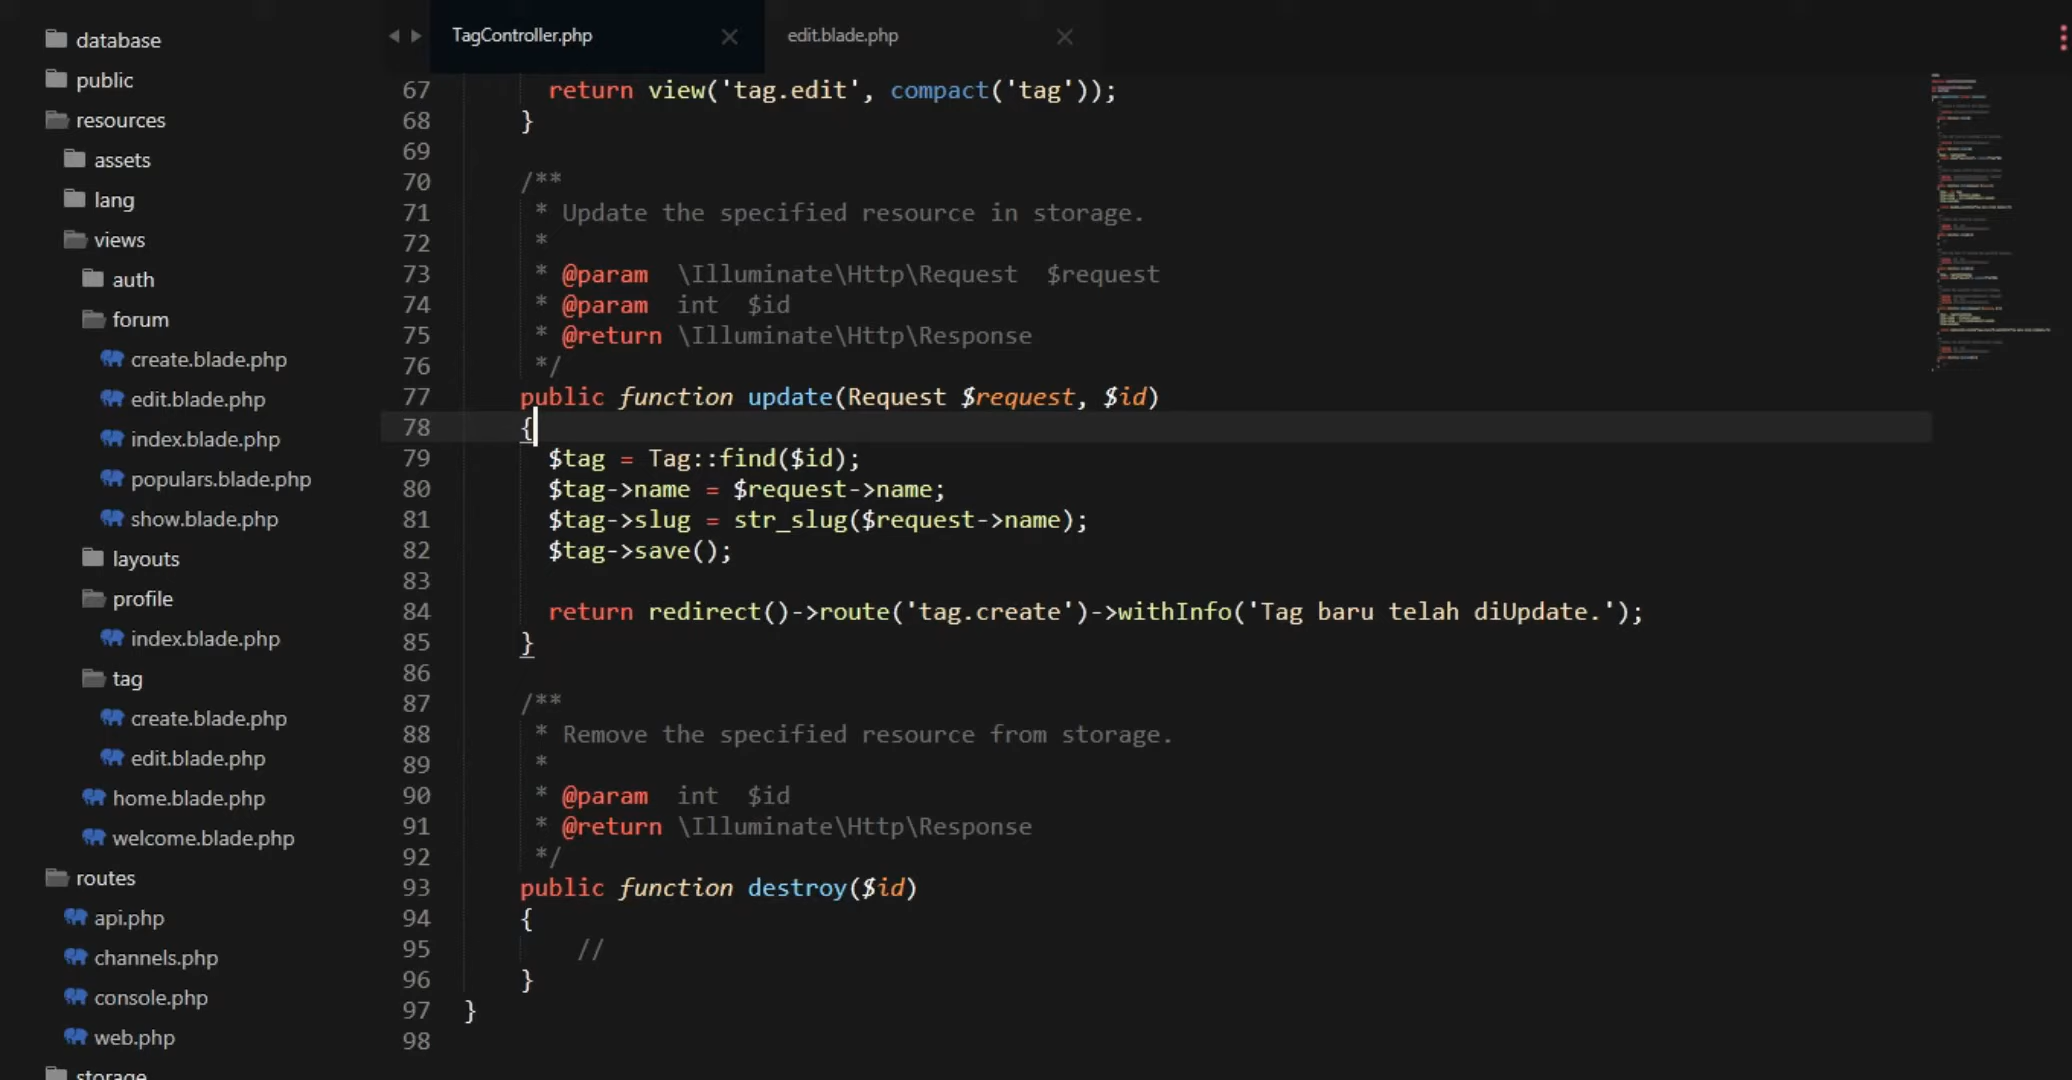 database
public
resources
assets
lang
views
auth
forum
create.blade.php
edit.blade.php
index.blade.php
populars.blade.php
show.blade.php
layouts
profile
index.blade.php
tag
create.blade.php
edit.blade.php
home.blade.php
welcome.blade.php
routes
api.php
channels.php
console.php
web.php
storage
TagController.php
edit.blade.php
67 return view('tag.edit', compact('tag'));
68 }
69
70 /**
71 * Update the specified resource in storage.
72 *
73 * @param  \Illuminate\Http\Request  $request
74 * @param  int  $id
75 * @return \Illuminate\Http\Response
76 */
77 public function update(Request $request, $id)
78 {
79 $tag = Tag::find($id);
80 $tag->name = $request->name;
81 $tag->slug = str_slug($request->name);
82 $tag->save();
83
84 return redirect()->route('tag.create')->withInfo('Tag baru telah diUpdate.');
85 }
86
87 /**
88 * Remove the specified resource from storage.
89 *
90 * @param  int  $id
91 * @return \Illuminate\Http\Response
92 */
93 public function destroy($id)
94 {
95 //
96 }
97 }
98